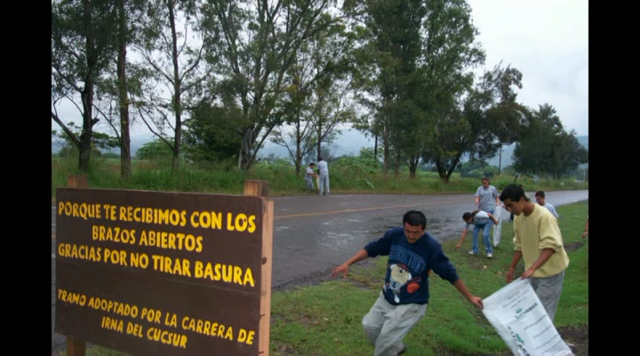 PORQUE TE RECIBIMOS CON LOS
BRAZOS ABIERTOS
GRACIAS POR NO TIRAR BASURA
TRAMO ADOPTADO POR LA CARRERA DE
IRNA DEL CUCSUR